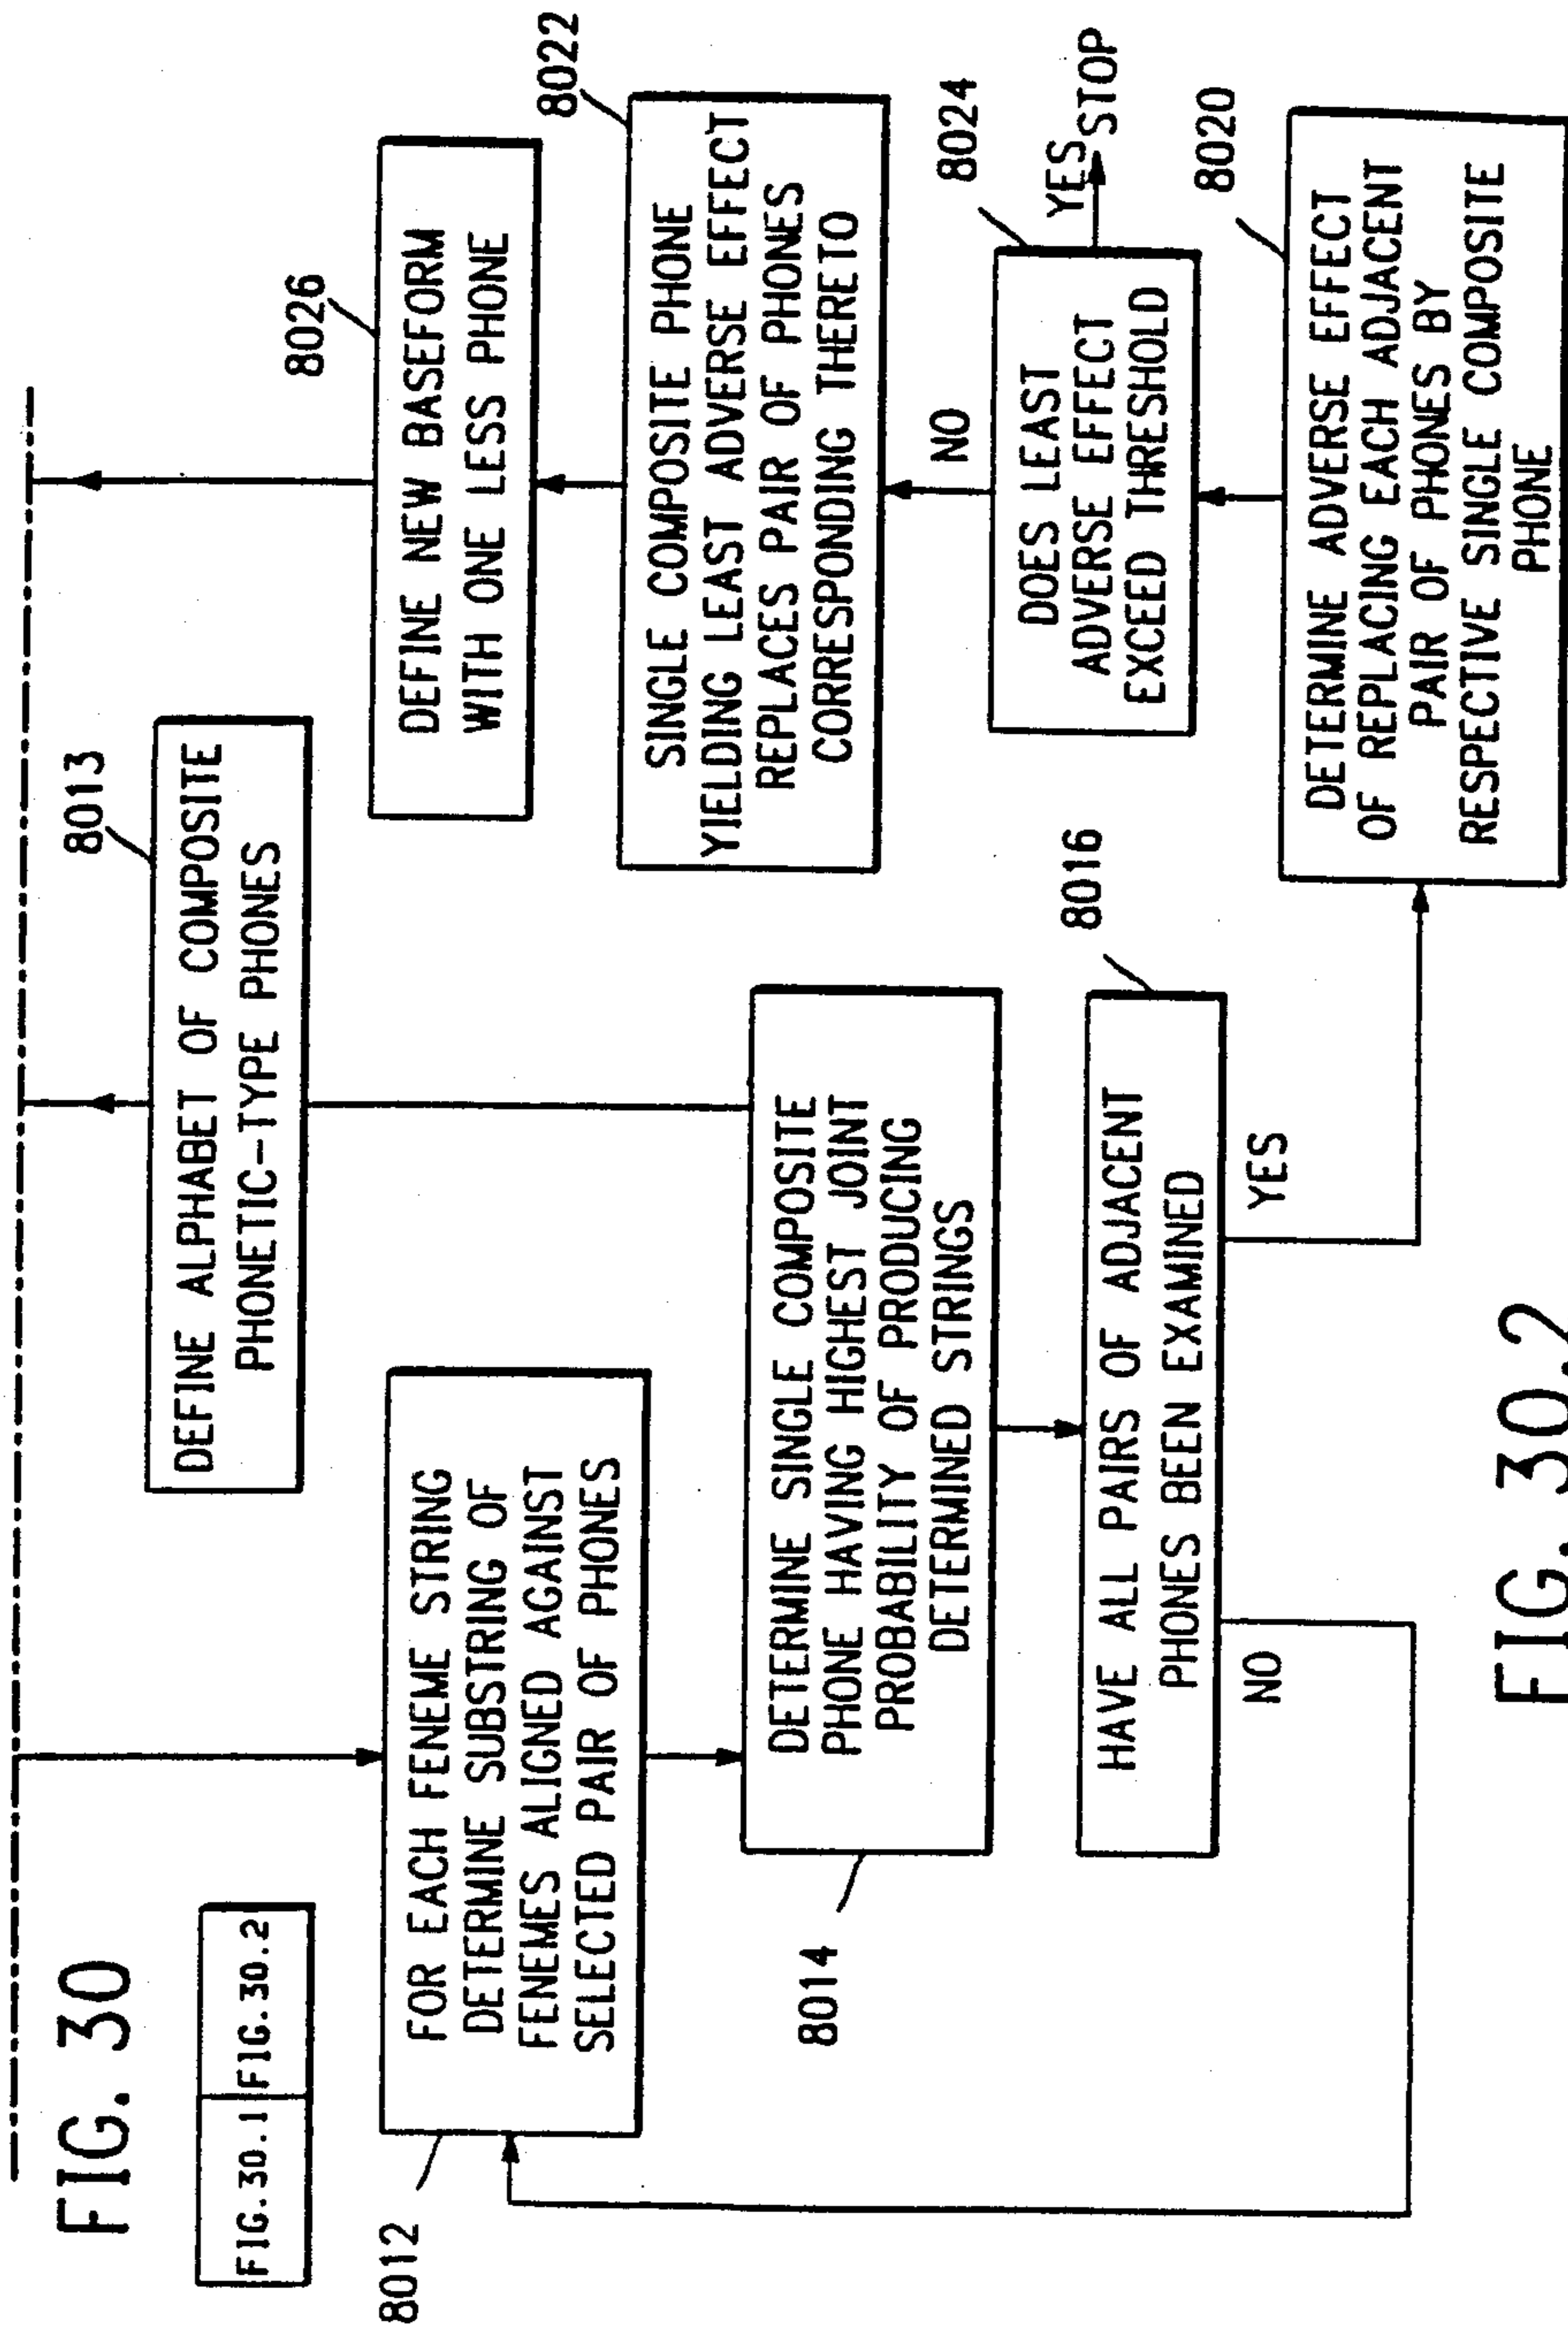 FIG. 30
FIG. 30.1
FIG. 30.2
8012
FOR EACH FENEME STRING
DETERMINE SUBSTRING OF
FENEMES ALIGNED AGAINST
SELECTED PAIR OF PHONES
8013
DEFINE ALPHABET OF COMPOSITE
PHONETIC-TYPE PHONES
8014
DETERMINE SINGLE COMPOSITE
PHONE HAVING HIGHEST JOINT
PROBABILITY OF PRODUCING
DETERMINED STRINGS
8016
HAVE ALL PAIRS OF ADJACENT
PHONES BEEN EXAMINED
NO
YES
8026
DEFINE NEW BASEFORM
WITH ONE LESS PHONE
8022
SINGLE COMPOSITE PHONE
YIELDING LEAST ADVERSE EFFECT
REPLACES PAIR OF PHONES
CORRESPONDING THERETO
NO
8024
DOES LEAST
ADVERSE EFFECT
EXCEED THRESHOLD
YES
STOP
8020
DETERMINE ADVERSE EFFECT
OF REPLACING EACH ADJACENT
PAIR OF PHONES BY
RESPECTIVE SINGLE COMPOSITE
PHONE
FIG. 30.2